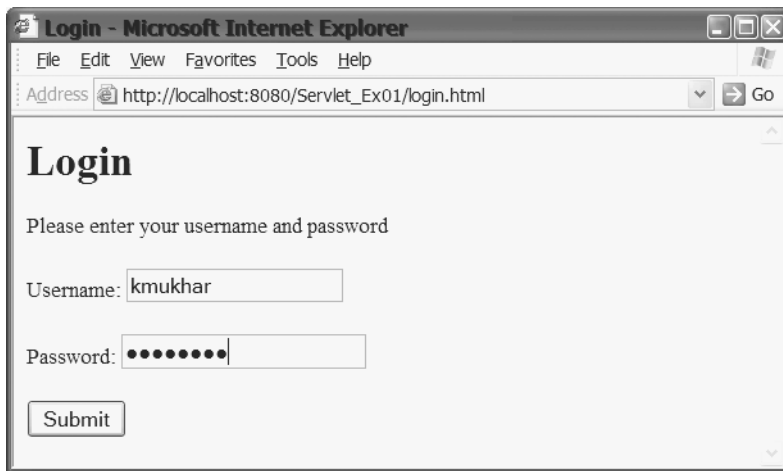 Login - Microsoft Internet Explorer
File Edit View Favorites Tools Help
Address http://localhost:8080/Servlet_Ex01/login.html Go
Login
Please enter your username and password
Username: kmukhar
Password: ••••••••
Submit